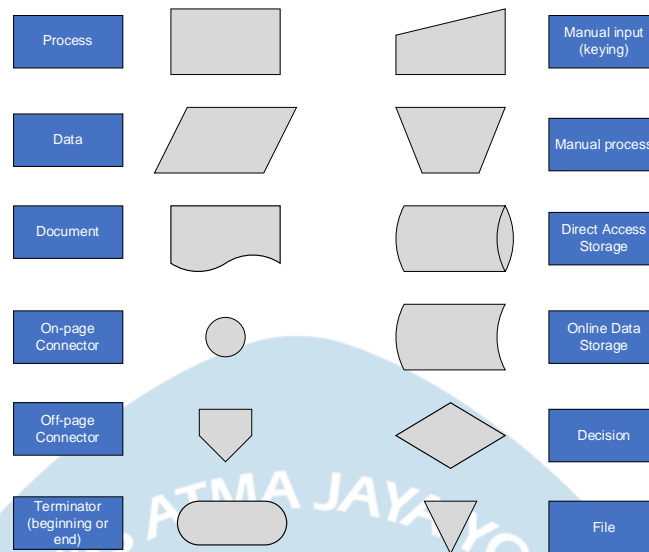 Process
Manual input
(keying)
Data
Manual process
Document
Direct Access
Storage
On-page
Connector
Online Data
Storage
Off-page
Connector
Decision
Terminator
(beginning or
end)
File
ATMA JAYA